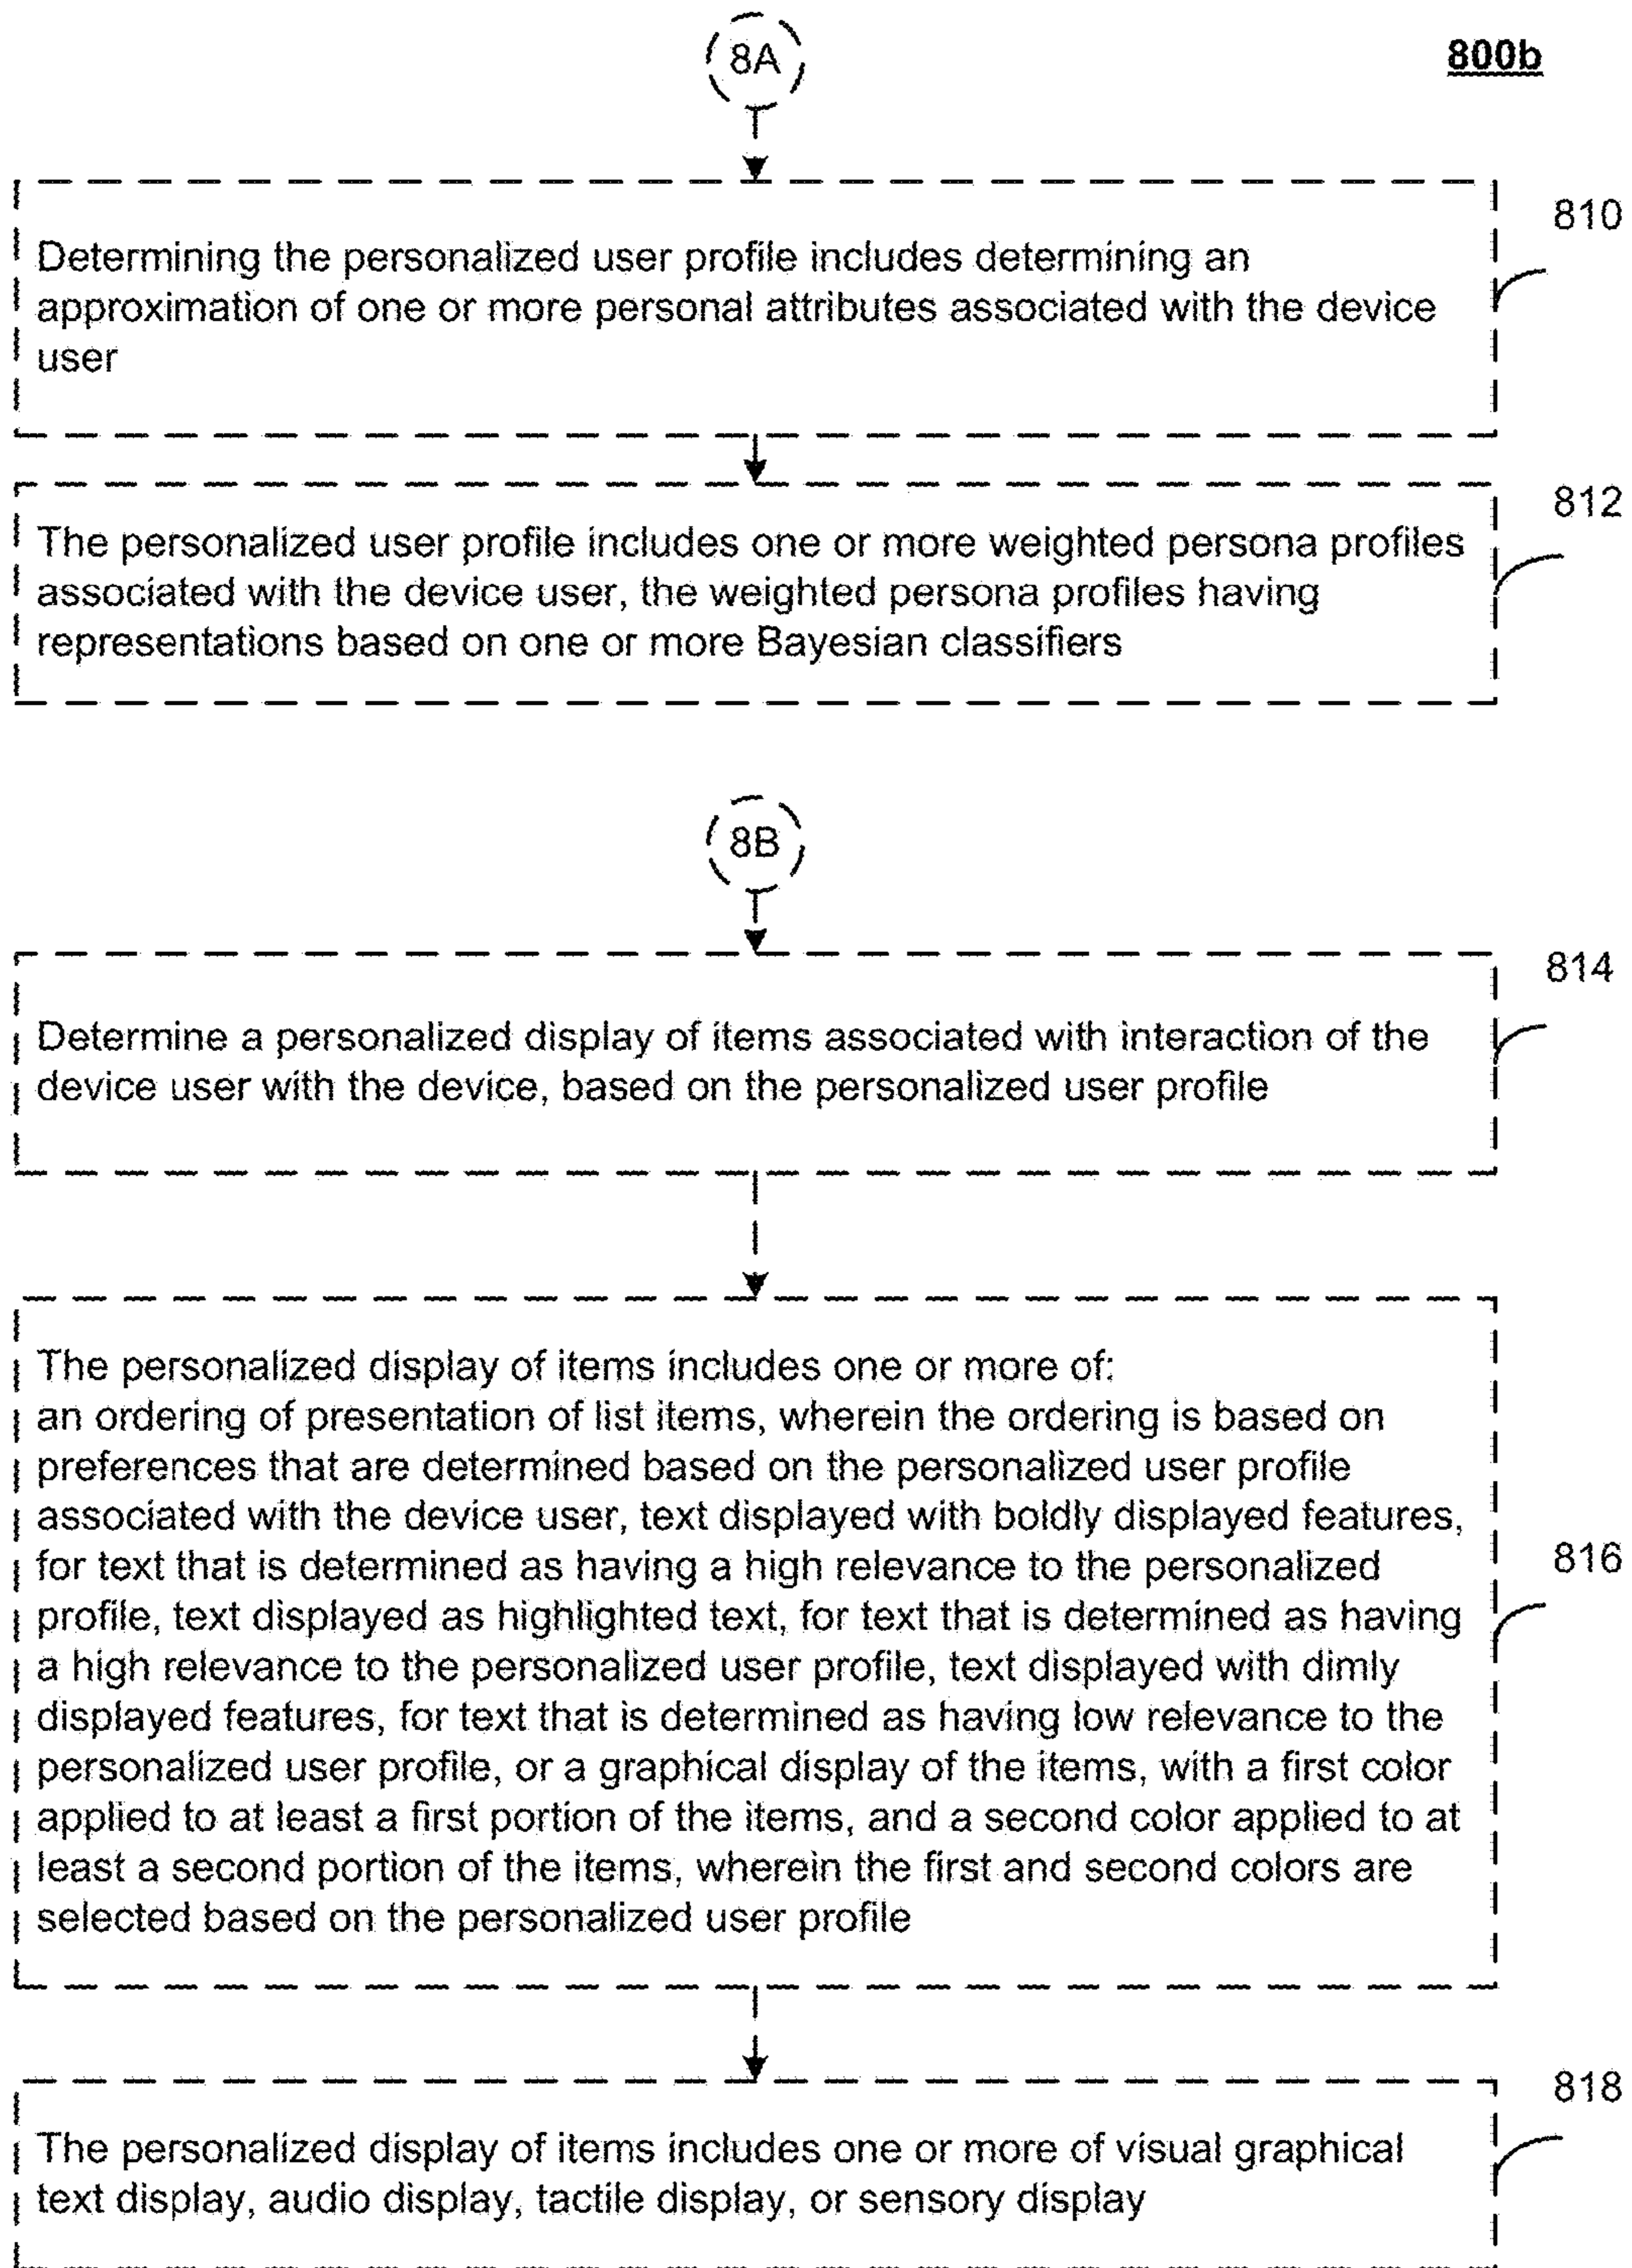 8A
800b
810
Determining the personalized user profile includes determining an
approximation of one or more personal attributes associated with the device
user
812
The personalized user profile includes one or more weighted persona profiles
associated with the device user, the weighted persona profiles having
representations based on one or more Bayesian classifiers
8B
814
Determine a personalized display of items associated with interaction of the
device user with the device, based on the personalized user profile
The personalized display of items includes one or more of:
an ordering of presentation of list items, wherein the ordering is based on
preferences that are determined based on the personalized user profile
associated with the device user, text displayed with boldly displayed features,
for text that is determined as having a high relevance to the personalized
816
profile, text displayed as highlighted text, for text that is determined as having
a high relevance to the personalized user profile, text displayed with dimly
displayed features, for text that is determined as having low relevance to the
personalized user profile, or a graphical display of the items, with a first color
applied to at least a first portion of the items, and a second color applied to at
least a second portion of the items, wherein the first and second colors are
selected based on the personalized user profile
818
The personalized display of items includes one or more of visual graphical
text display, audio display, tactile display, or sensory display